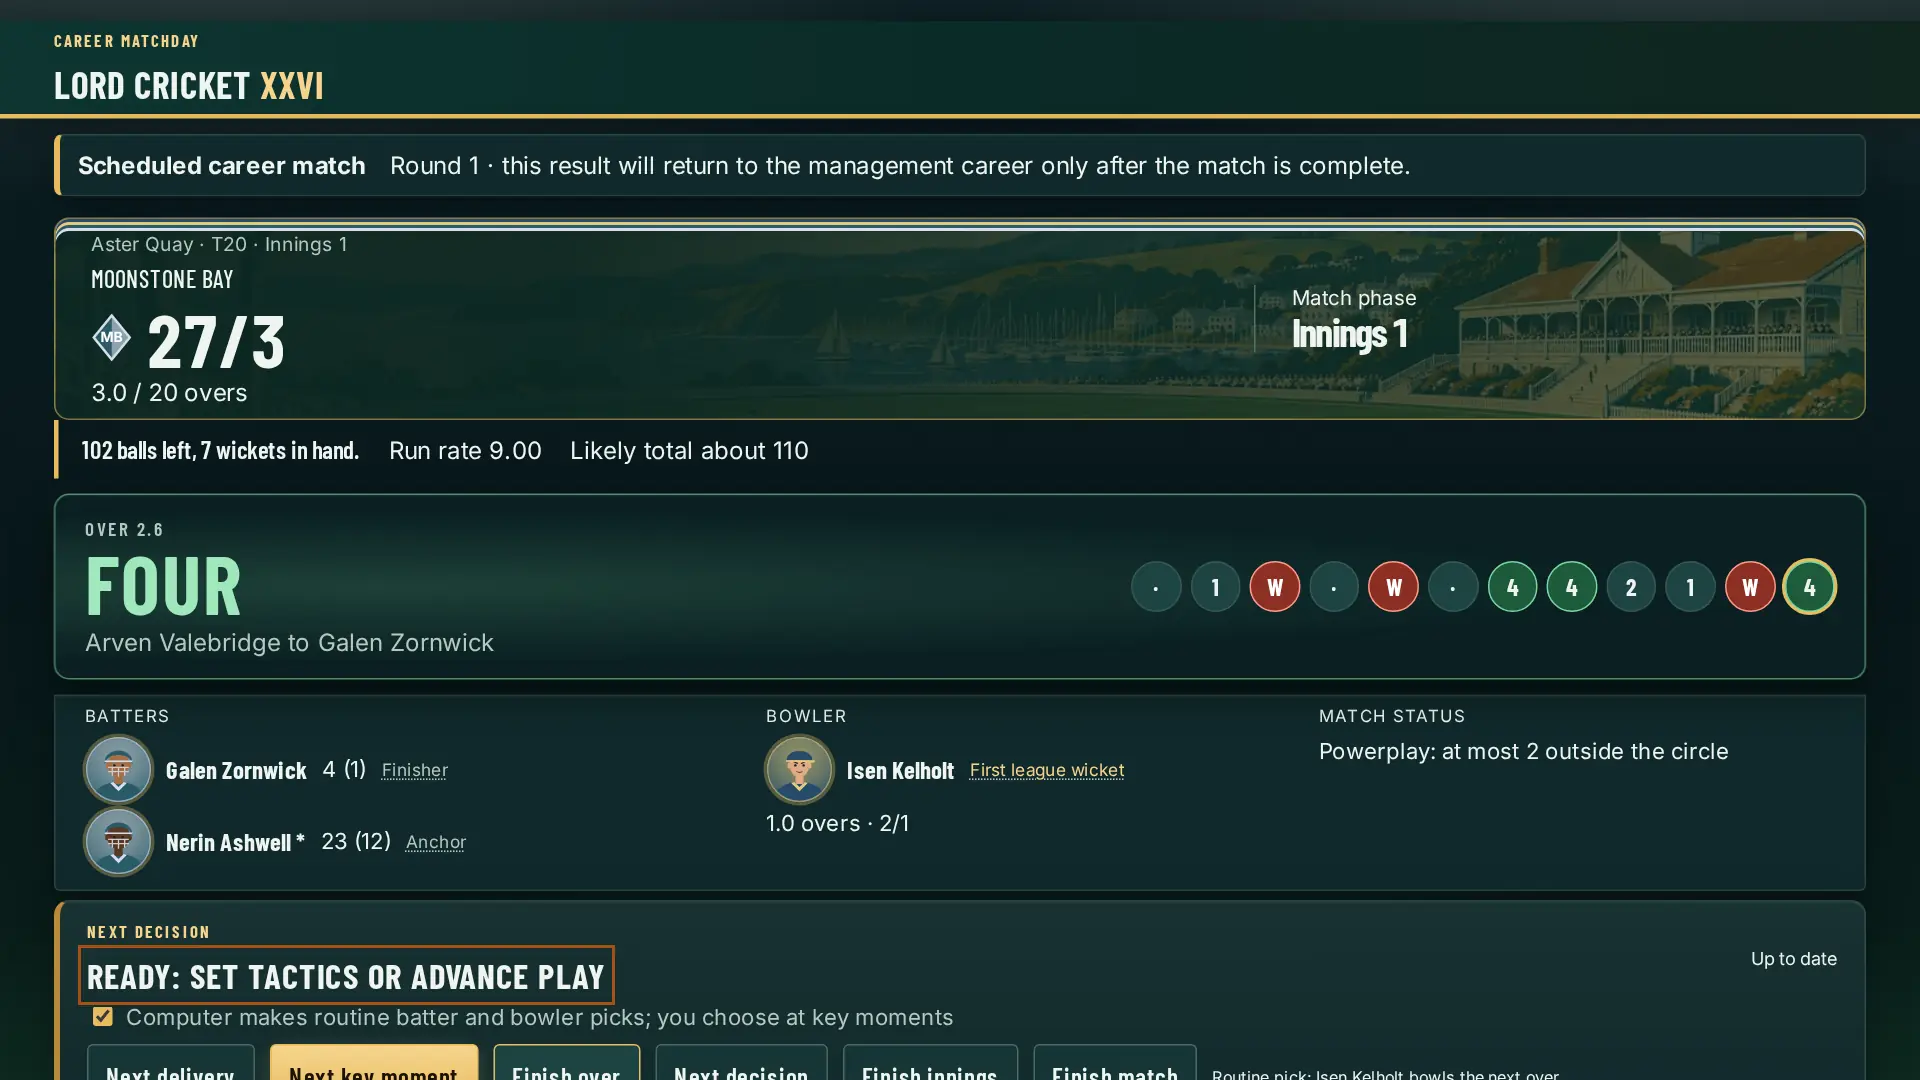 CAREER MATCHDAY
LORD CRICKET XXVI
Scheduled career match Round 1 · this result will return to the management career only after the match is complete.
Aster Quay · T20 · Innings 1
MOONSTONE BAY
MB 27/3
3.0 / 20 overs
Match phase
Innings 1
102 balls left, 7 wickets in hand. Run rate 9.00 Likely total about 110
OVER 2.6
FOUR
Arven Valebridge to Galen Zornwick
· 1 W · W · 4 4 2 1 W 4
BATTERS
Galen Zornwick 4 (1) Finisher
Nerin Ashwell * 23 (12) Anchor
BOWLER
Isen Kelholt First league wicket
1.0 overs · 2/1
MATCH STATUS
Powerplay: at most 2 outside the circle
NEXT DECISION
READY: SET TACTICS OR ADVANCE PLAY
Up to date
Computer makes routine batter and bowler picks; you choose at key moments
Next delivery Next key moment Finish over Next decision Finish innings Finish match Routine pick: Isen Kelholt bowls the next over